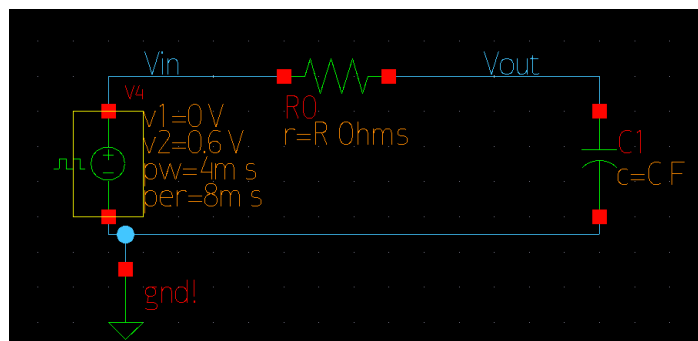 Vin
Vout
V4
v1=0 V
v2=0.6 V
pw=4m s
per=8m s
R0
r=R Ohms
C1
c=C F
gnd!